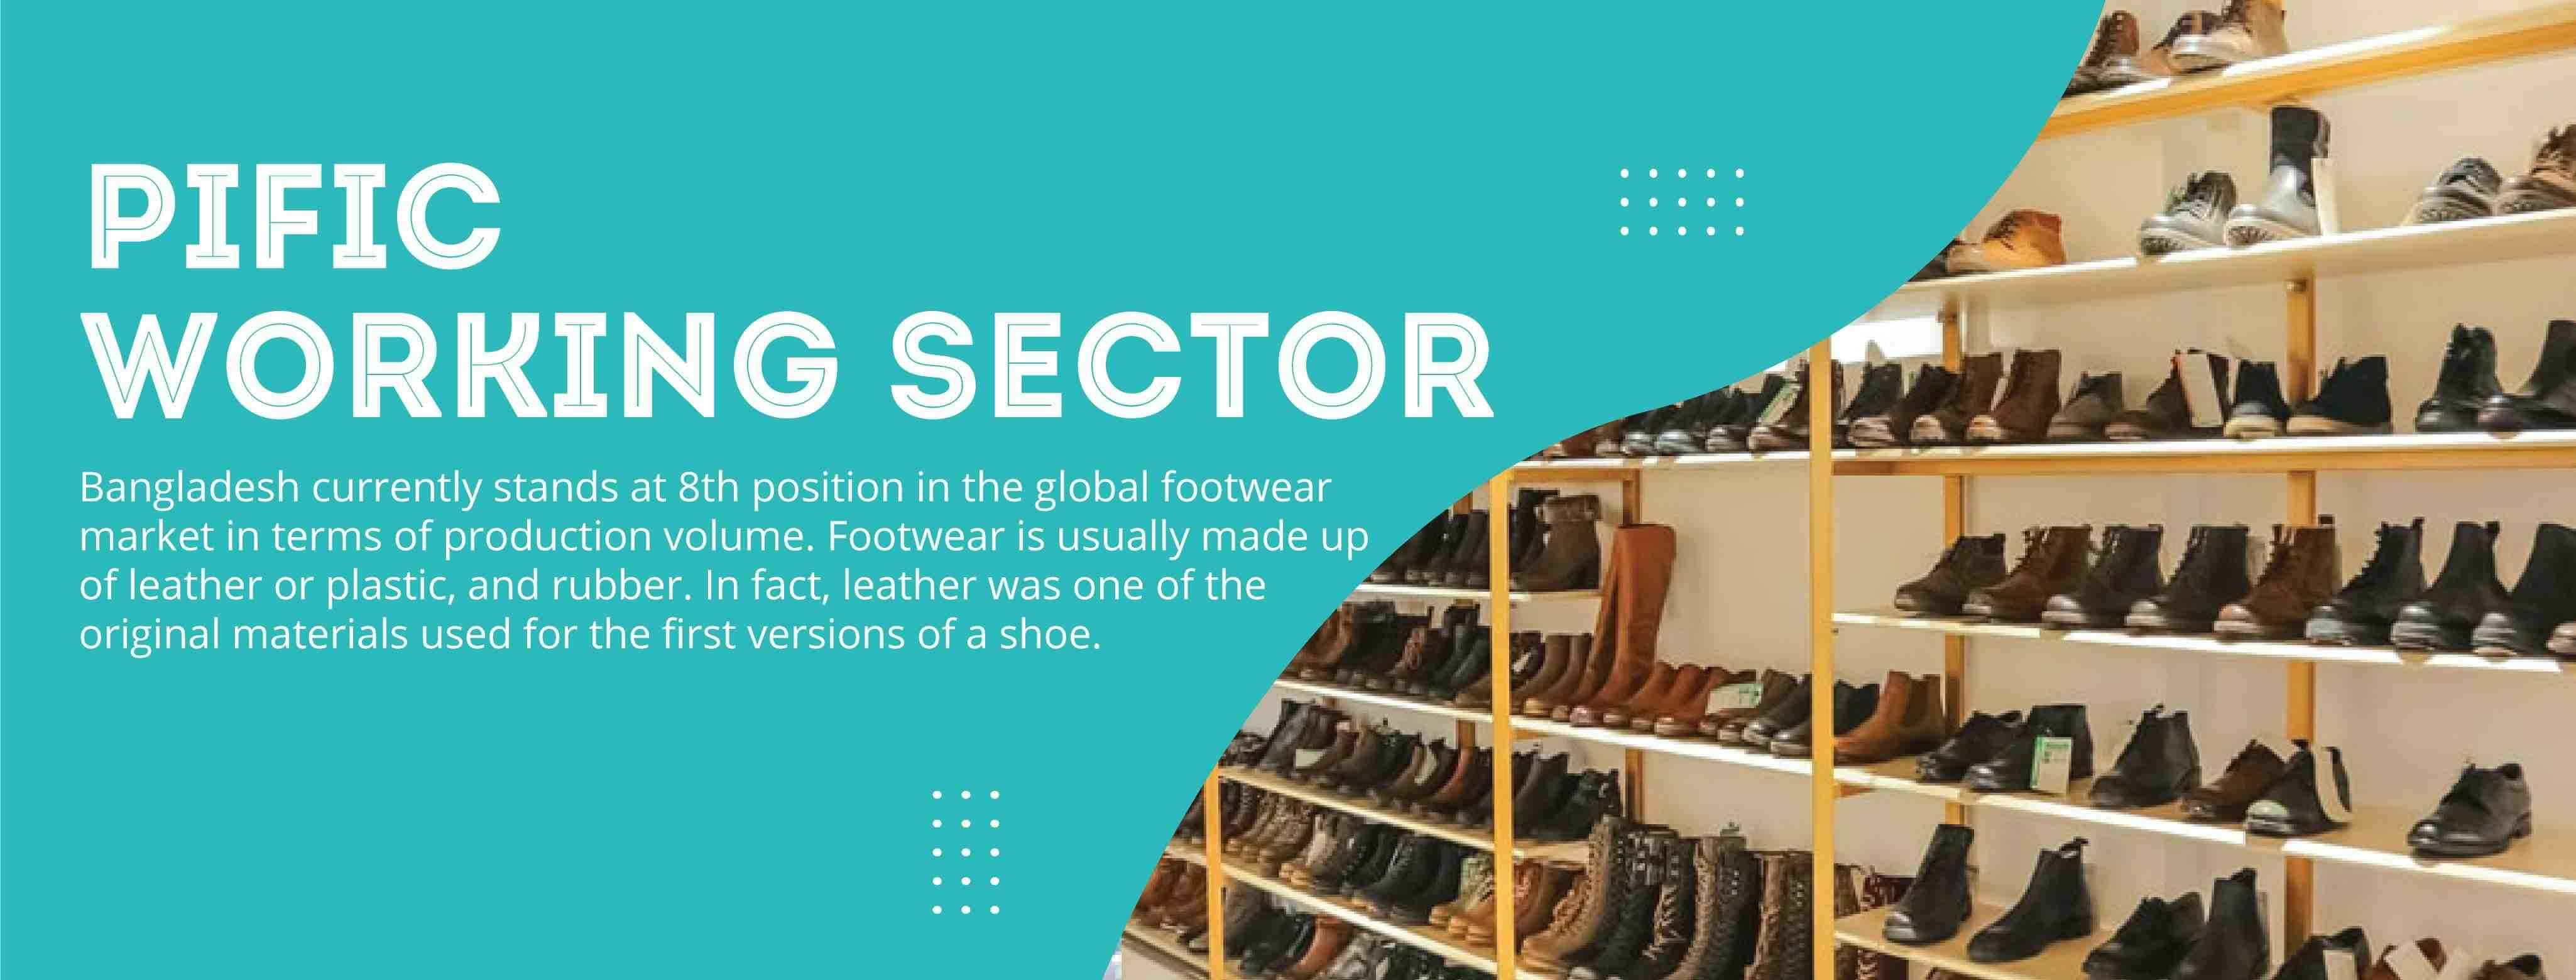 PIFIC
WORKING SECTOR
Bangladesh currently stands at 8th position in the global footwear
market in terms of production volume. Footwear is usually made up
of leather or plastic, and rubber. In fact, leather was one of the
original materials used for the first versions of a shoe.